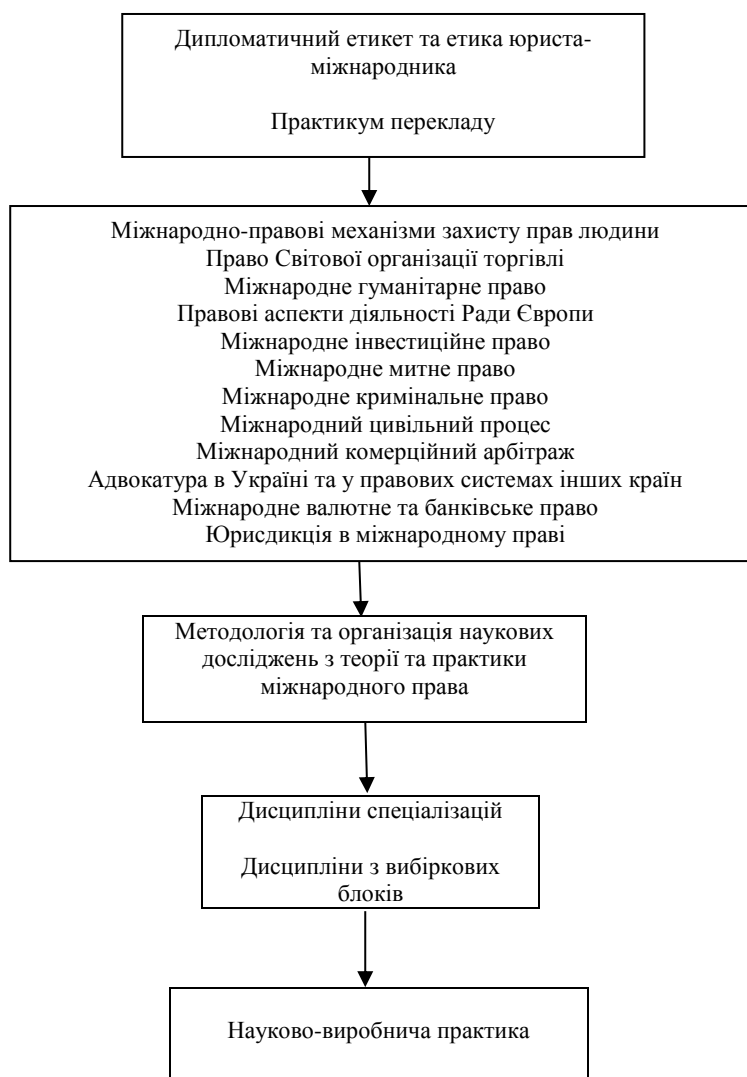 Дипломатичний етикет та етика юриста-
міжнародника
Практикум перекладу
Міжнародно-правові механізми захисту прав людини
Право Світової організації торгівлі
Міжнародне гуманітарне право
Правові аспекти діяльності Ради Європи
Міжнародне інвестиційне право
Міжнародне митне право
Міжнародне кримінальне право
Міжнародний цивільний процес
Міжнародний комерційний арбітраж
Адвокатура в Україні та у правових системах інших країн
Міжнародне валютне та банківське право
Юрисдикція в міжнародному праві
Методологія та організація наукових
досліджень з теорії та практики
міжнародного права
Дисципліни спеціалізацій
Дисципліни з вибіркових
блоків
Науково-виробнича практика